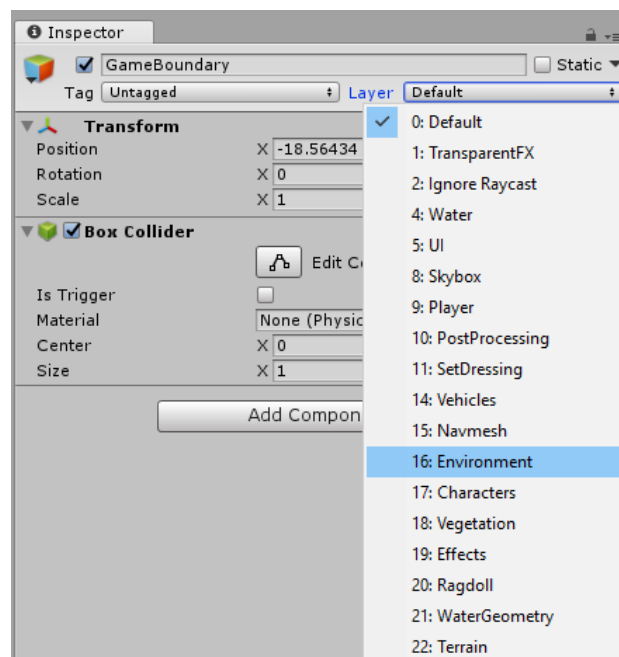 Inspector
GameBoundary Static
Tag Untagged Layer Default
Transform
Position X -18.56434
Rotation X 0
Scale X 1
Box Collider
Edit Co
Is Trigger
Material None (Physic
Center X 0
Size X 1
Add Compon
0: Default
1: TransparentFX
2: Ignore Raycast
4: Water
5: UI
8: Skybox
9: Player
10: PostProcessing
11: SetDressing
14: Vehicles
15: Navmesh
16: Environment
17: Characters
18: Vegetation
19: Effects
20: Ragdoll
21: WaterGeometry
22: Terrain